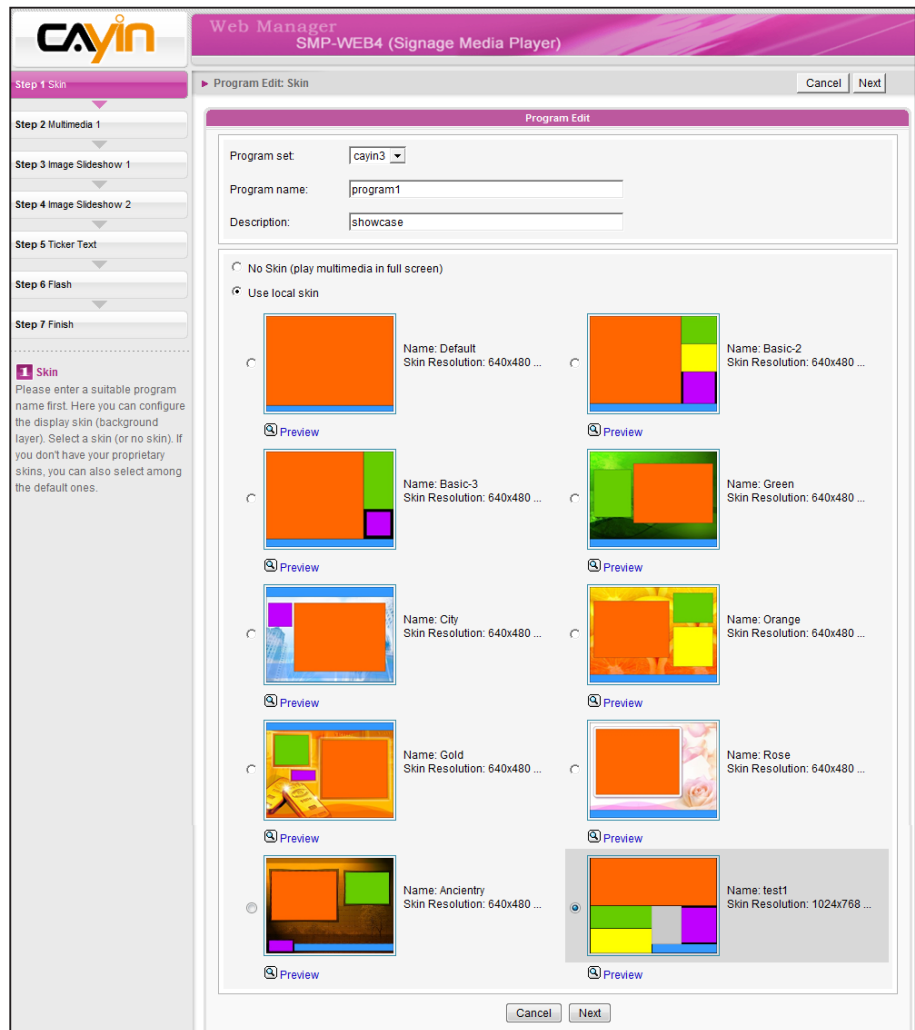 CAYIN
Web Manager
SMP-WEB4 (Signage Media Player)
Step 1 Skin
Step 2 Multimedia 1
Step 3 Image Slideshow 1
Step 4 Image Slideshow 2
Step 5 Ticker Text
Step 6 Flash
Step 7 Finish
1 Skin
Please enter a suitable program
name first. Here you can configure
the display skin (background
layer). Select a skin (or no skin). If
you don't have your proprietary
skins, you can also select among
the default ones.
Program Edit: Skin
Cancel Next
Program Edit
Program set: cayin3
Program name: program1
Description: showcase
No Skin (play multimedia in full screen)
Use local skin
Name: Default
Skin Resolution: 640x480 ...
Preview
Name: Basic-2
Skin Resolution: 640x480 ...
Preview
Name: Basic-3
Skin Resolution: 640x480 ...
Preview
Name: Green
Skin Resolution: 640x480 ...
Preview
Name: City
Skin Resolution: 640x480 ...
Preview
Name: Orange
Skin Resolution: 640x480 ...
Preview
Name: Gold
Skin Resolution: 640x480 ...
Preview
Name: Rose
Skin Resolution: 640x480 ...
Preview
Name: Ancientry
Skin Resolution: 640x480 ...
Preview
Name: test1
Skin Resolution: 1024x768 ...
Preview
Cancel Next